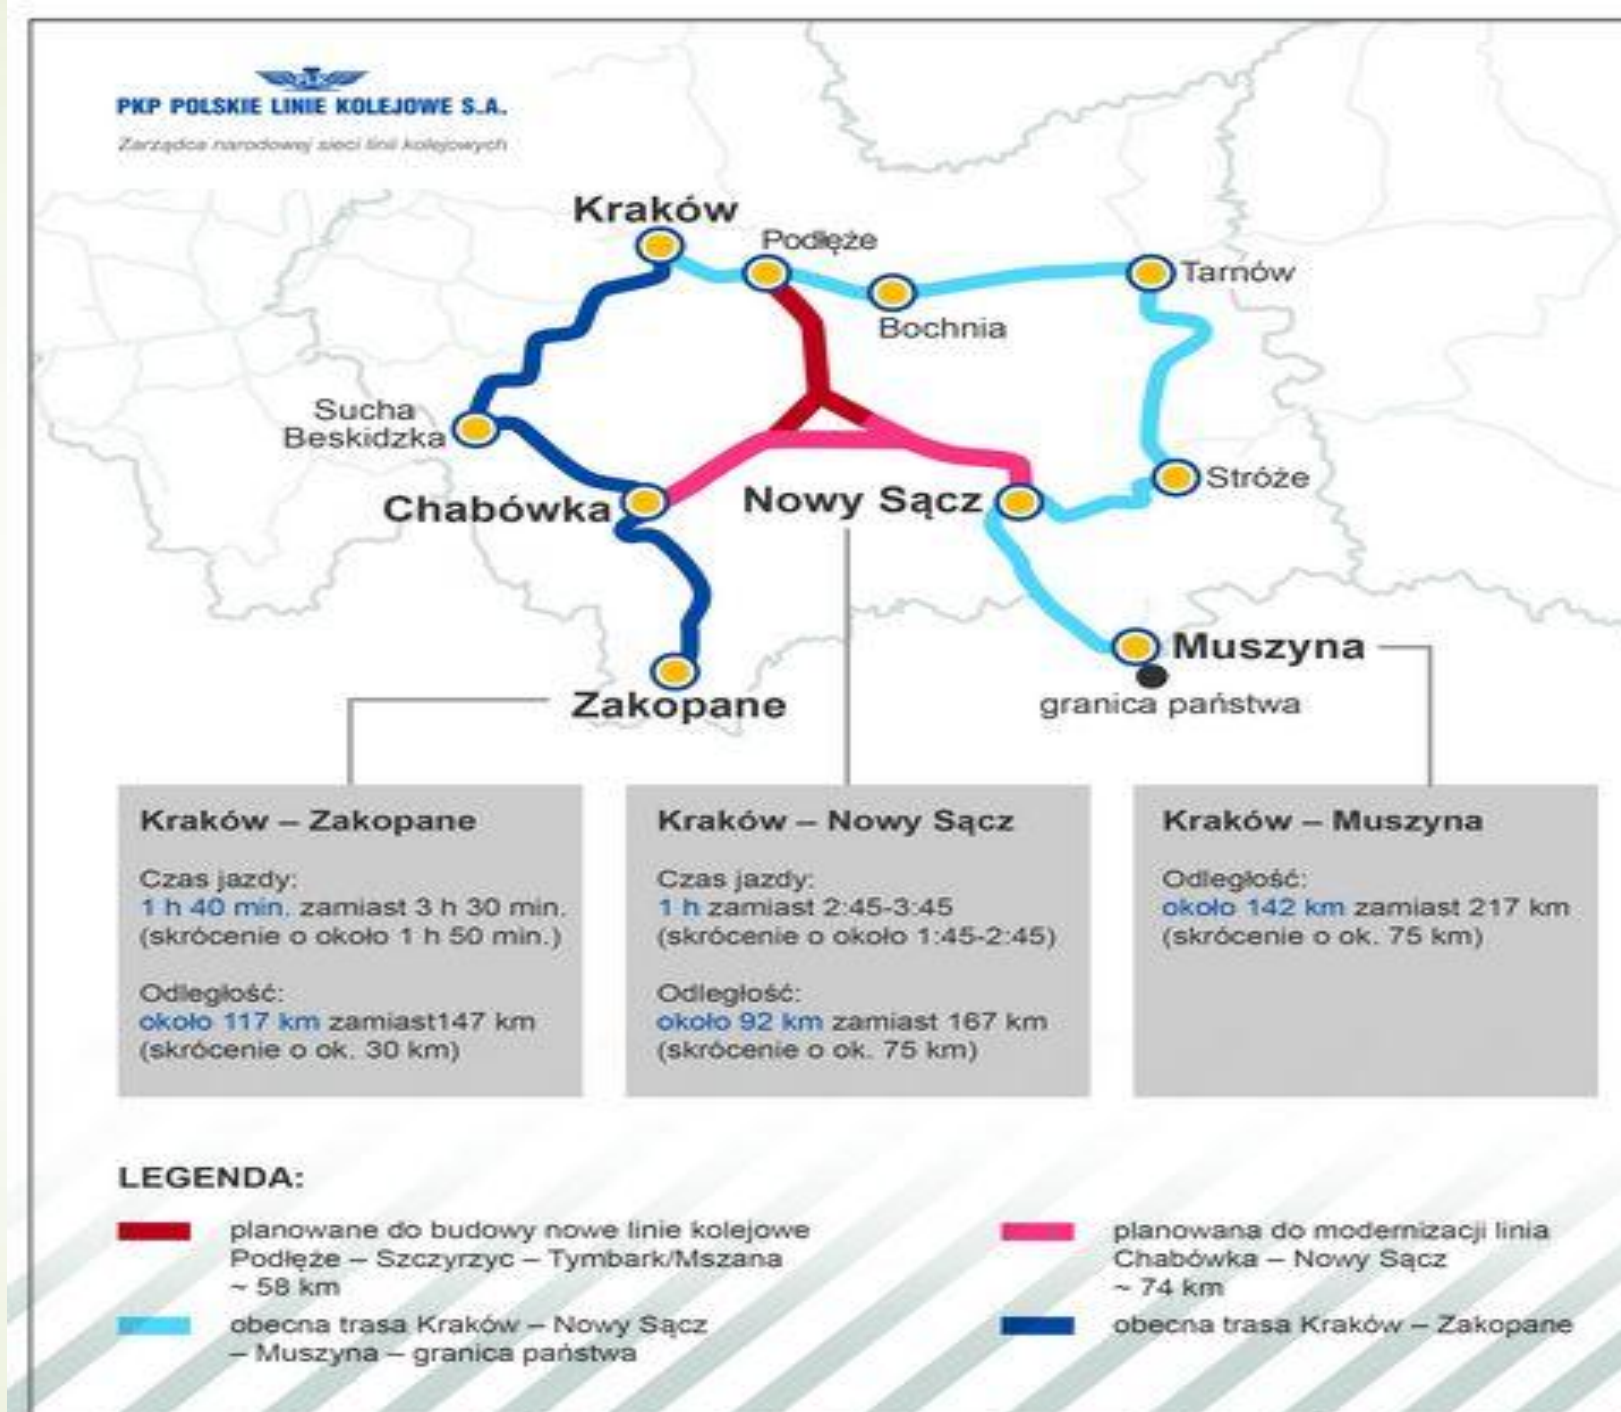 PLK
PKP POLSKIE LINIE KOLEJOWE S.A.
Zarządca narodowej sieci linii kolejowych
Kraków
Podłęże
Tarnów
Bochnia
Sucha
Beskidzka
Chabówka
Nowy Sącz
Stróże
Muszyna
Zakopane
granica państwa
Kraków – Zakopane
Czas jazdy:
1 h 40 min. zamiast 3 h 30 min.
(skrócenie o około 1 h 50 min.)
Odległość:
około 117 km zamiast147 km
(skrócenie o ok. 30 km)
Kraków – Nowy Sącz
Czas jazdy:
1 h zamiast 2:45-3:45
(skrócenie o około 1:45-2:45)
Odległość:
około 92 km zamiast 167 km
(skrócenie o ok. 75 km)
Kraków – Muszyna
Odległość:
około 142 km zamiast 217 km
(skrócenie o ok. 75 km)
LEGENDA:
planowane do budowy nowe linie kolejowe
Podłęże – Szczyrzyc – Tymbark/Mszana
~ 58 km
obecna trasa Kraków – Nowy Sącz
– Muszyna – granica państwa
planowana do modernizacji linia
Chabówka – Nowy Sącz
~ 74 km
obecna trasa Kraków – Zakopane